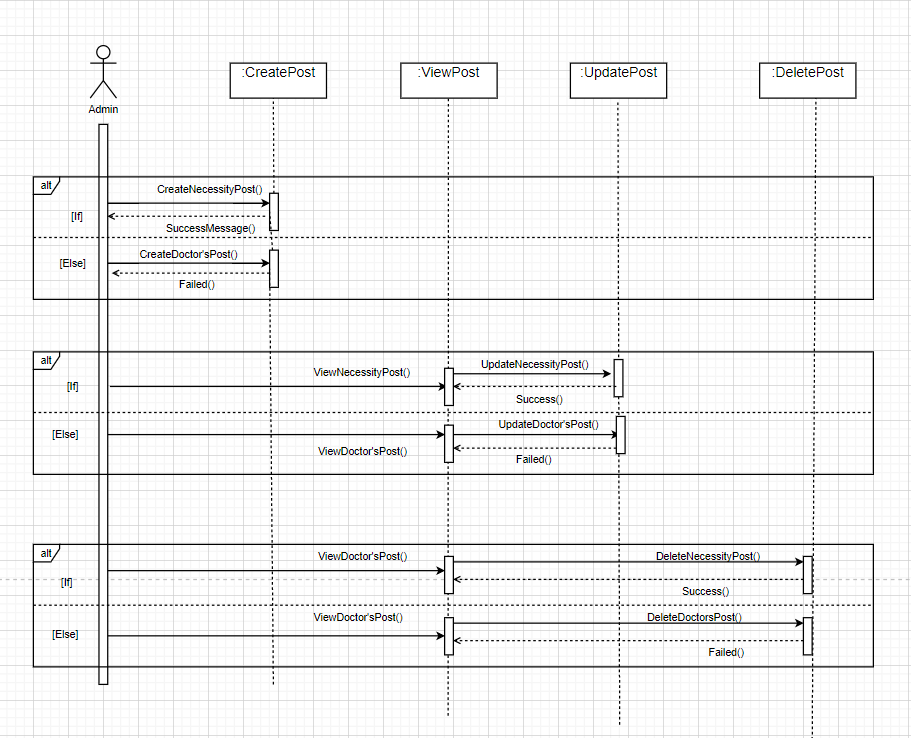 :CreatePost
:ViewPost
:UpdatePost
:DeletePost
Admin
alt
CreateNecessityPost()
[If]
SuccessMessage()
CreateDoctor'sPost()
[Else]
Failed()
alt
UpdateNecessityPost()
ViewNecessityPost()
[If]
Success()
UpdateDoctor'sPost()
[Else]
ViewDoctor'sPost()
Failed()
alt
ViewDoctor'sPost()
DeleteNecessityPost()
[If]
Success()
ViewDoctor'sPost()
DeleteDoctorsPost()
[Else]
Failed()